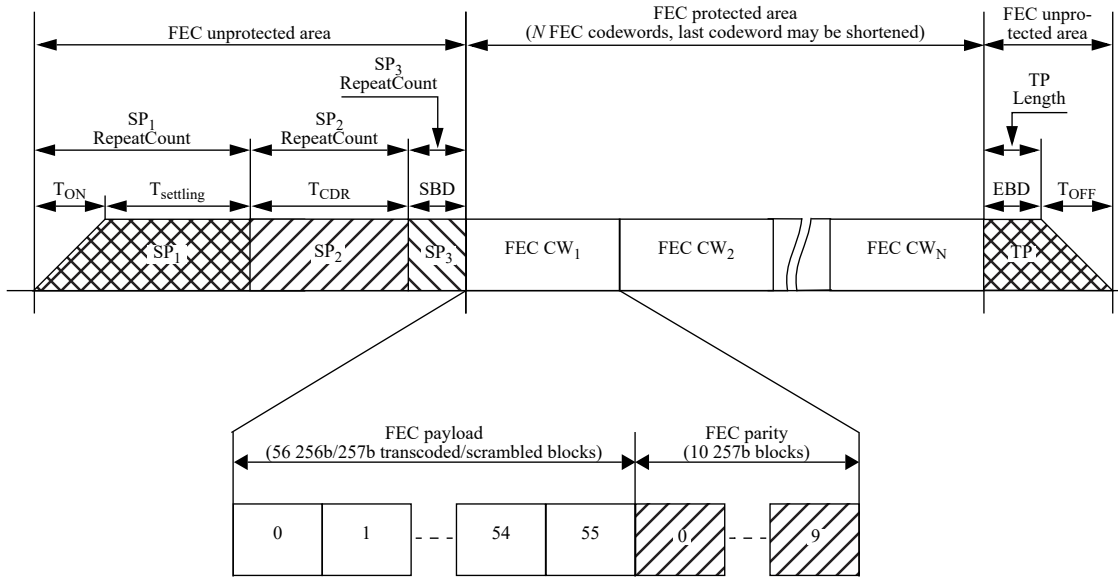 FEC unprotected area
FEC protected area
(N FEC codewords, last codeword may be shortened)
FEC unpro-
tected area
SP3
RepeatCount
TP
Length
SP1
RepeatCount
SP2
RepeatCount
TON
Tsettling
TCDR
SBD
EBD
TOFF
SP1
SP2
SP3
FEC CW1
FEC CW2
FEC CWN
TP
FEC payload
(56 256b/257b transcoded/scrambled blocks)
FEC parity
(10 257b blocks)
0
1
54
55
0
9